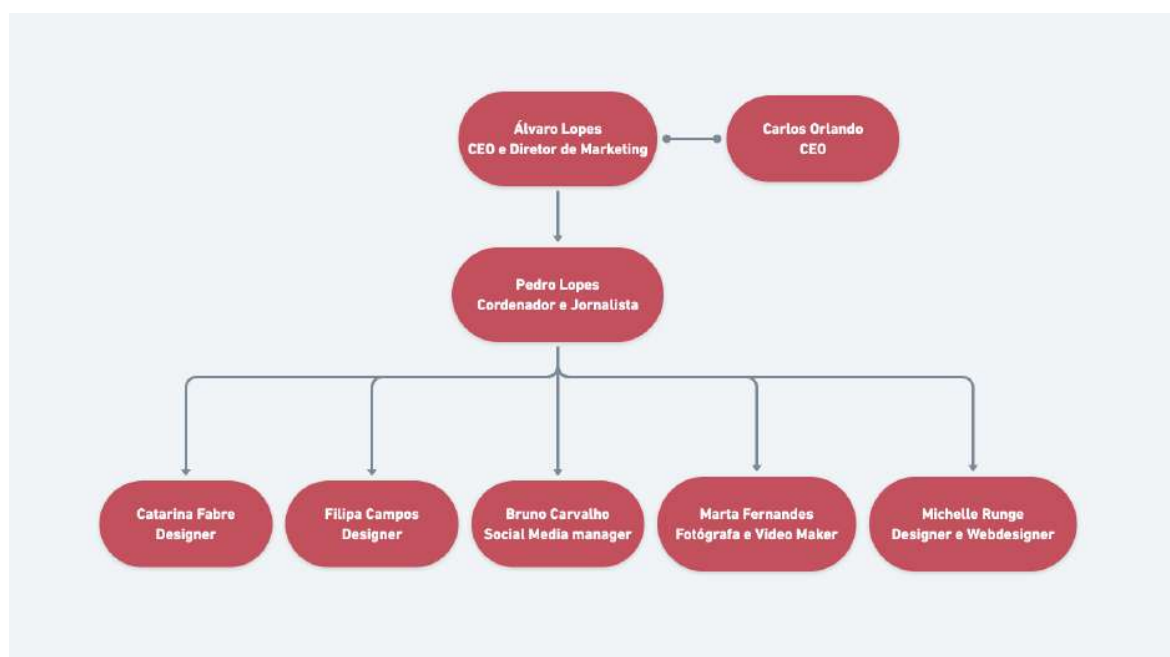 Álvaro Lopes
CEO e Diretor de Marketing
Carlos Orlando
CEO
Pedro Lopes
Cordenador e Jornalista
Catarina Fabre
Designer
Filipa Campos
Designer
Bruno Carvalho
Social Media manager
Marta Fernandes
Fotógrafa e Video Maker
Michelle Runge
Designer e Webdesigner